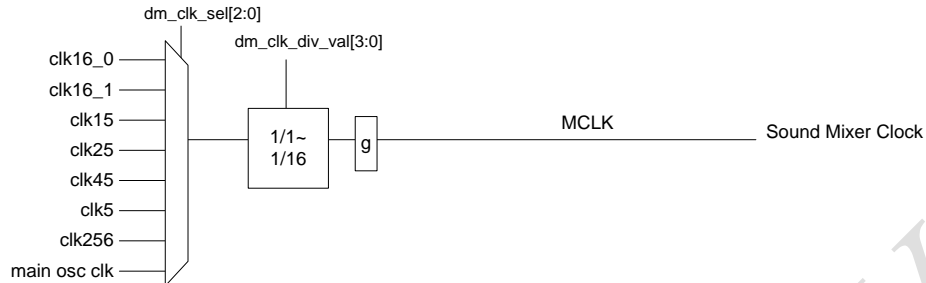 dm_clk_sel[2:0]
dm_clk_div_val[3:0]
clk16_0
clk16_1
clk15
clk25
clk45
clk5
clk256
main osc clk
1/1~
1/16
g
MCLK
Sound Mixer Clock